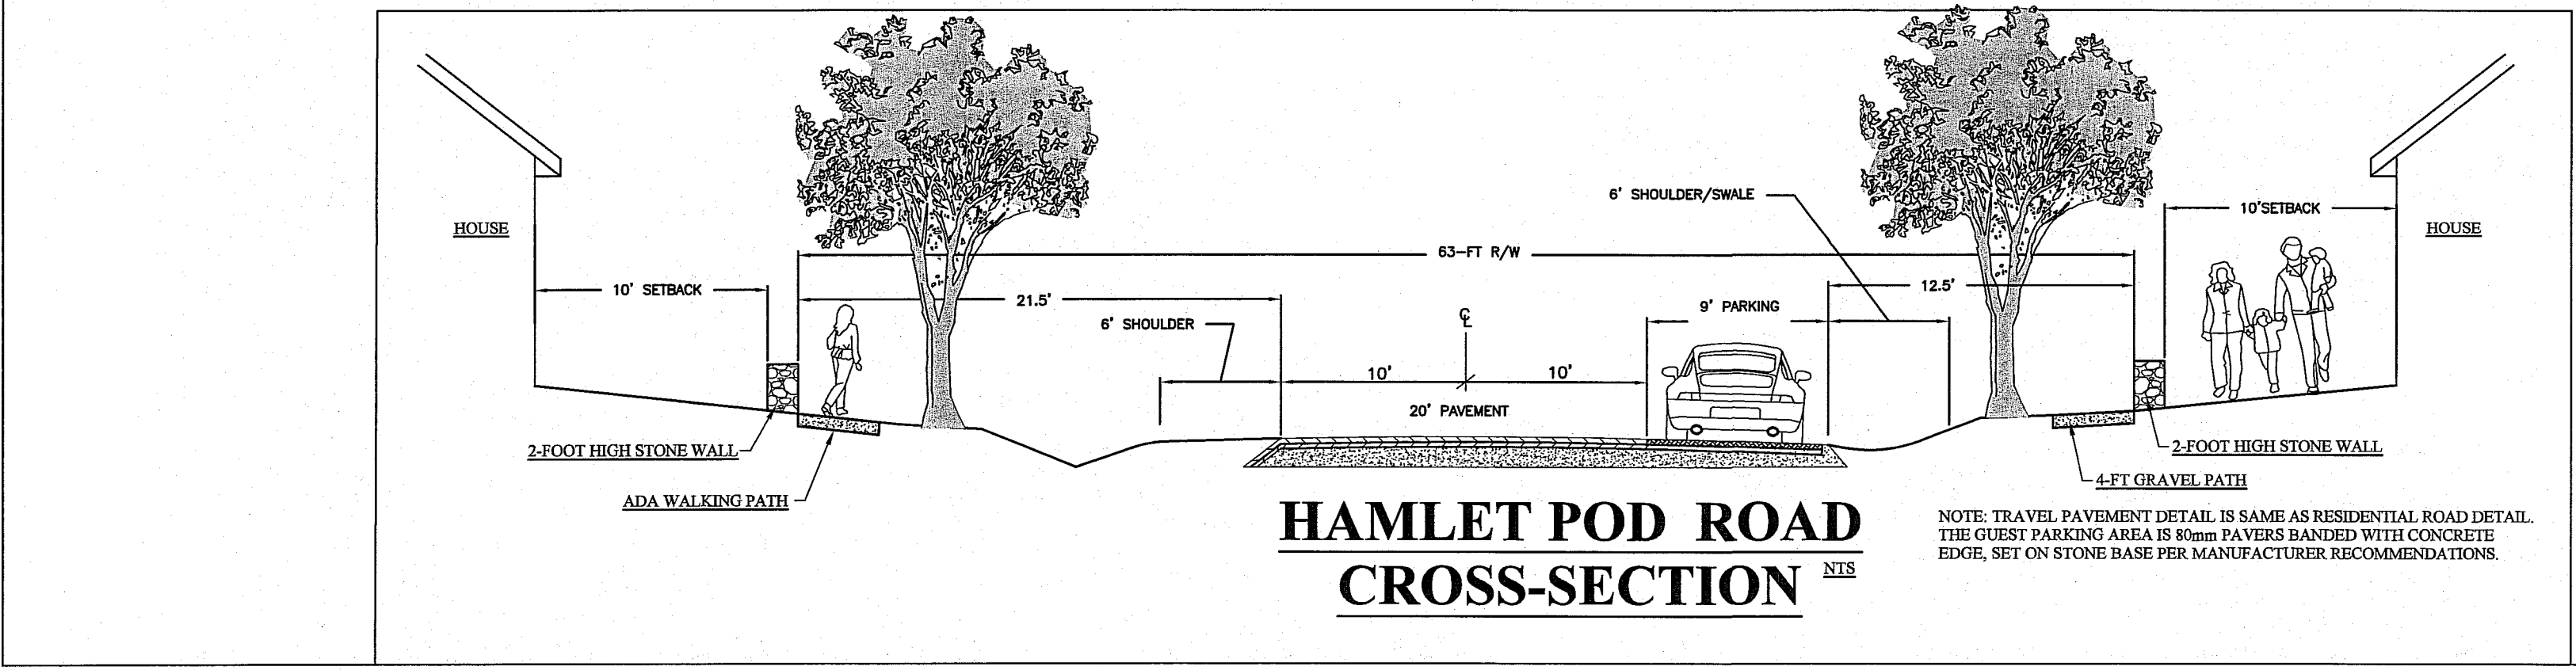 6' SHOULDER/SWALE
10'SETBACK
HOUSE
HOUSE
63-FT R/W
10' SETBACK
21.5'
12.5'
6' SHOULDER
℄
9' PARKING
10'
10'
20' PAVEMENT
2-FOOT HIGH STONE WALL
2-FOOT HIGH STONE WALL
ADA WALKING PATH
4-FT GRAVEL PATH
HAMLET POD ROAD
CROSS-SECTION
NTS
NOTE: TRAVEL PAVEMENT DETAIL IS SAME AS RESIDENTIAL ROAD DETAIL.
THE GUEST PARKING AREA IS 80mm PAVERS BANDED WITH CONCRETE
EDGE, SET ON STONE BASE PER MANUFACTURER RECOMMENDATIONS.